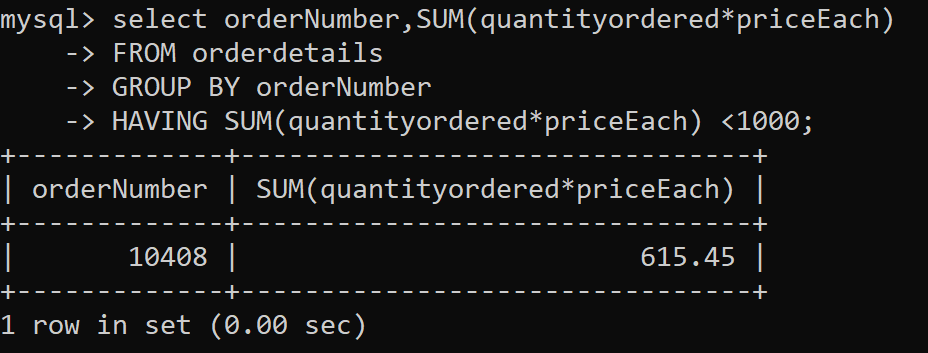 mysql> select orderNumber,SUM(quantityordered*priceEach)
    -> FROM orderdetails
    -> GROUP BY orderNumber
    -> HAVING SUM(quantityordered*priceEach) <1000;
+-------------+--------------------------------+
| orderNumber | SUM(quantityordered*priceEach) |
+-------------+--------------------------------+
|       10408 |                         615.45 |
+-------------+--------------------------------+
1 row in set (0.00 sec)